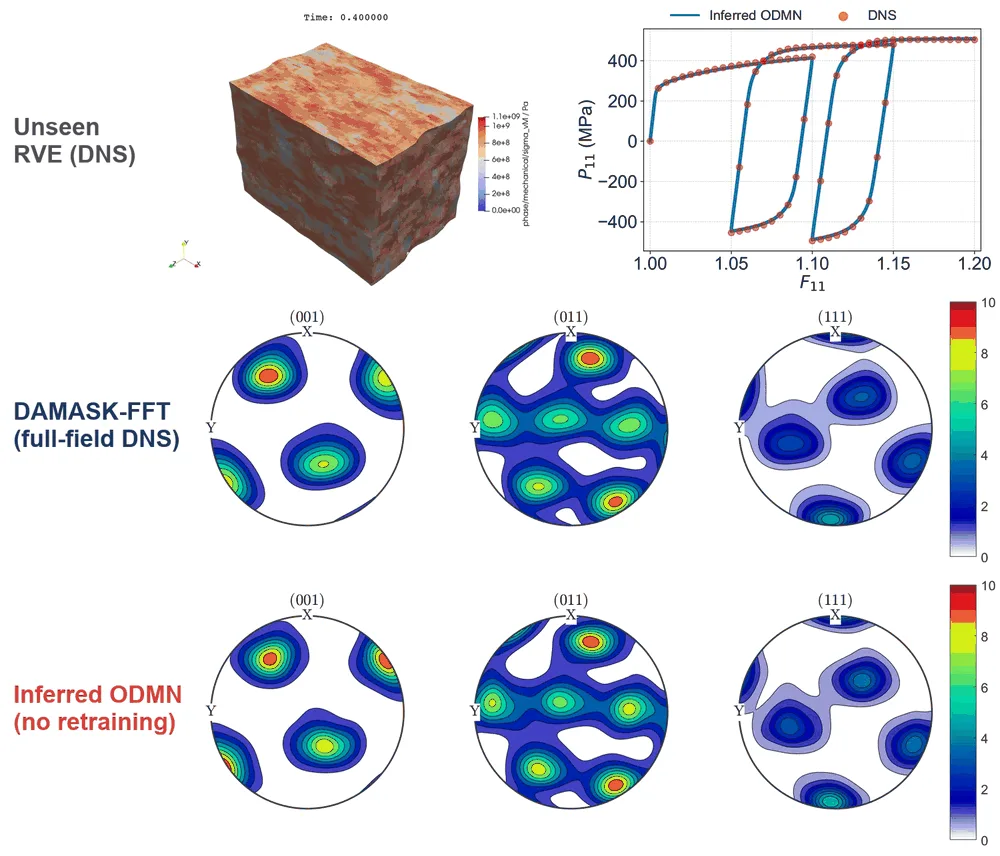 Time: 0.400000
Unseen
RVE (DNS)
1.1e+09
1e+9
8e+8
6e+8
4e+8
2e+8
0.0e+00
phase/mechanical/sigma_vM / Pa
Y
Z
X
Inferred ODMN
DNS
P₁₁ (MPa)
400
200
0
−200
−400
1.00
1.05
1.10
1.15
1.20
F₁₁
DAMASK-FFT
(full-field DNS)
(001)
X
Y
(011)
X
Y
(111)
X
Y
10
8
6
4
2
0
Inferred ODMN
(no retraining)
(001)
X
Y
(011)
X
Y
(111)
X
Y
10
8
6
4
2
0